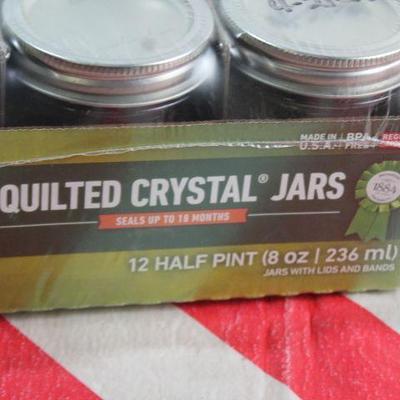 MADE IN U.S.A. | BPA FREE | REG
QUILTED CRYSTAL® JARS
SEALS UP TO 18 MONTHS
1884
12 HALF PINT (8 oz | 236 ml)
JARS WITH LIDS AND BANDS